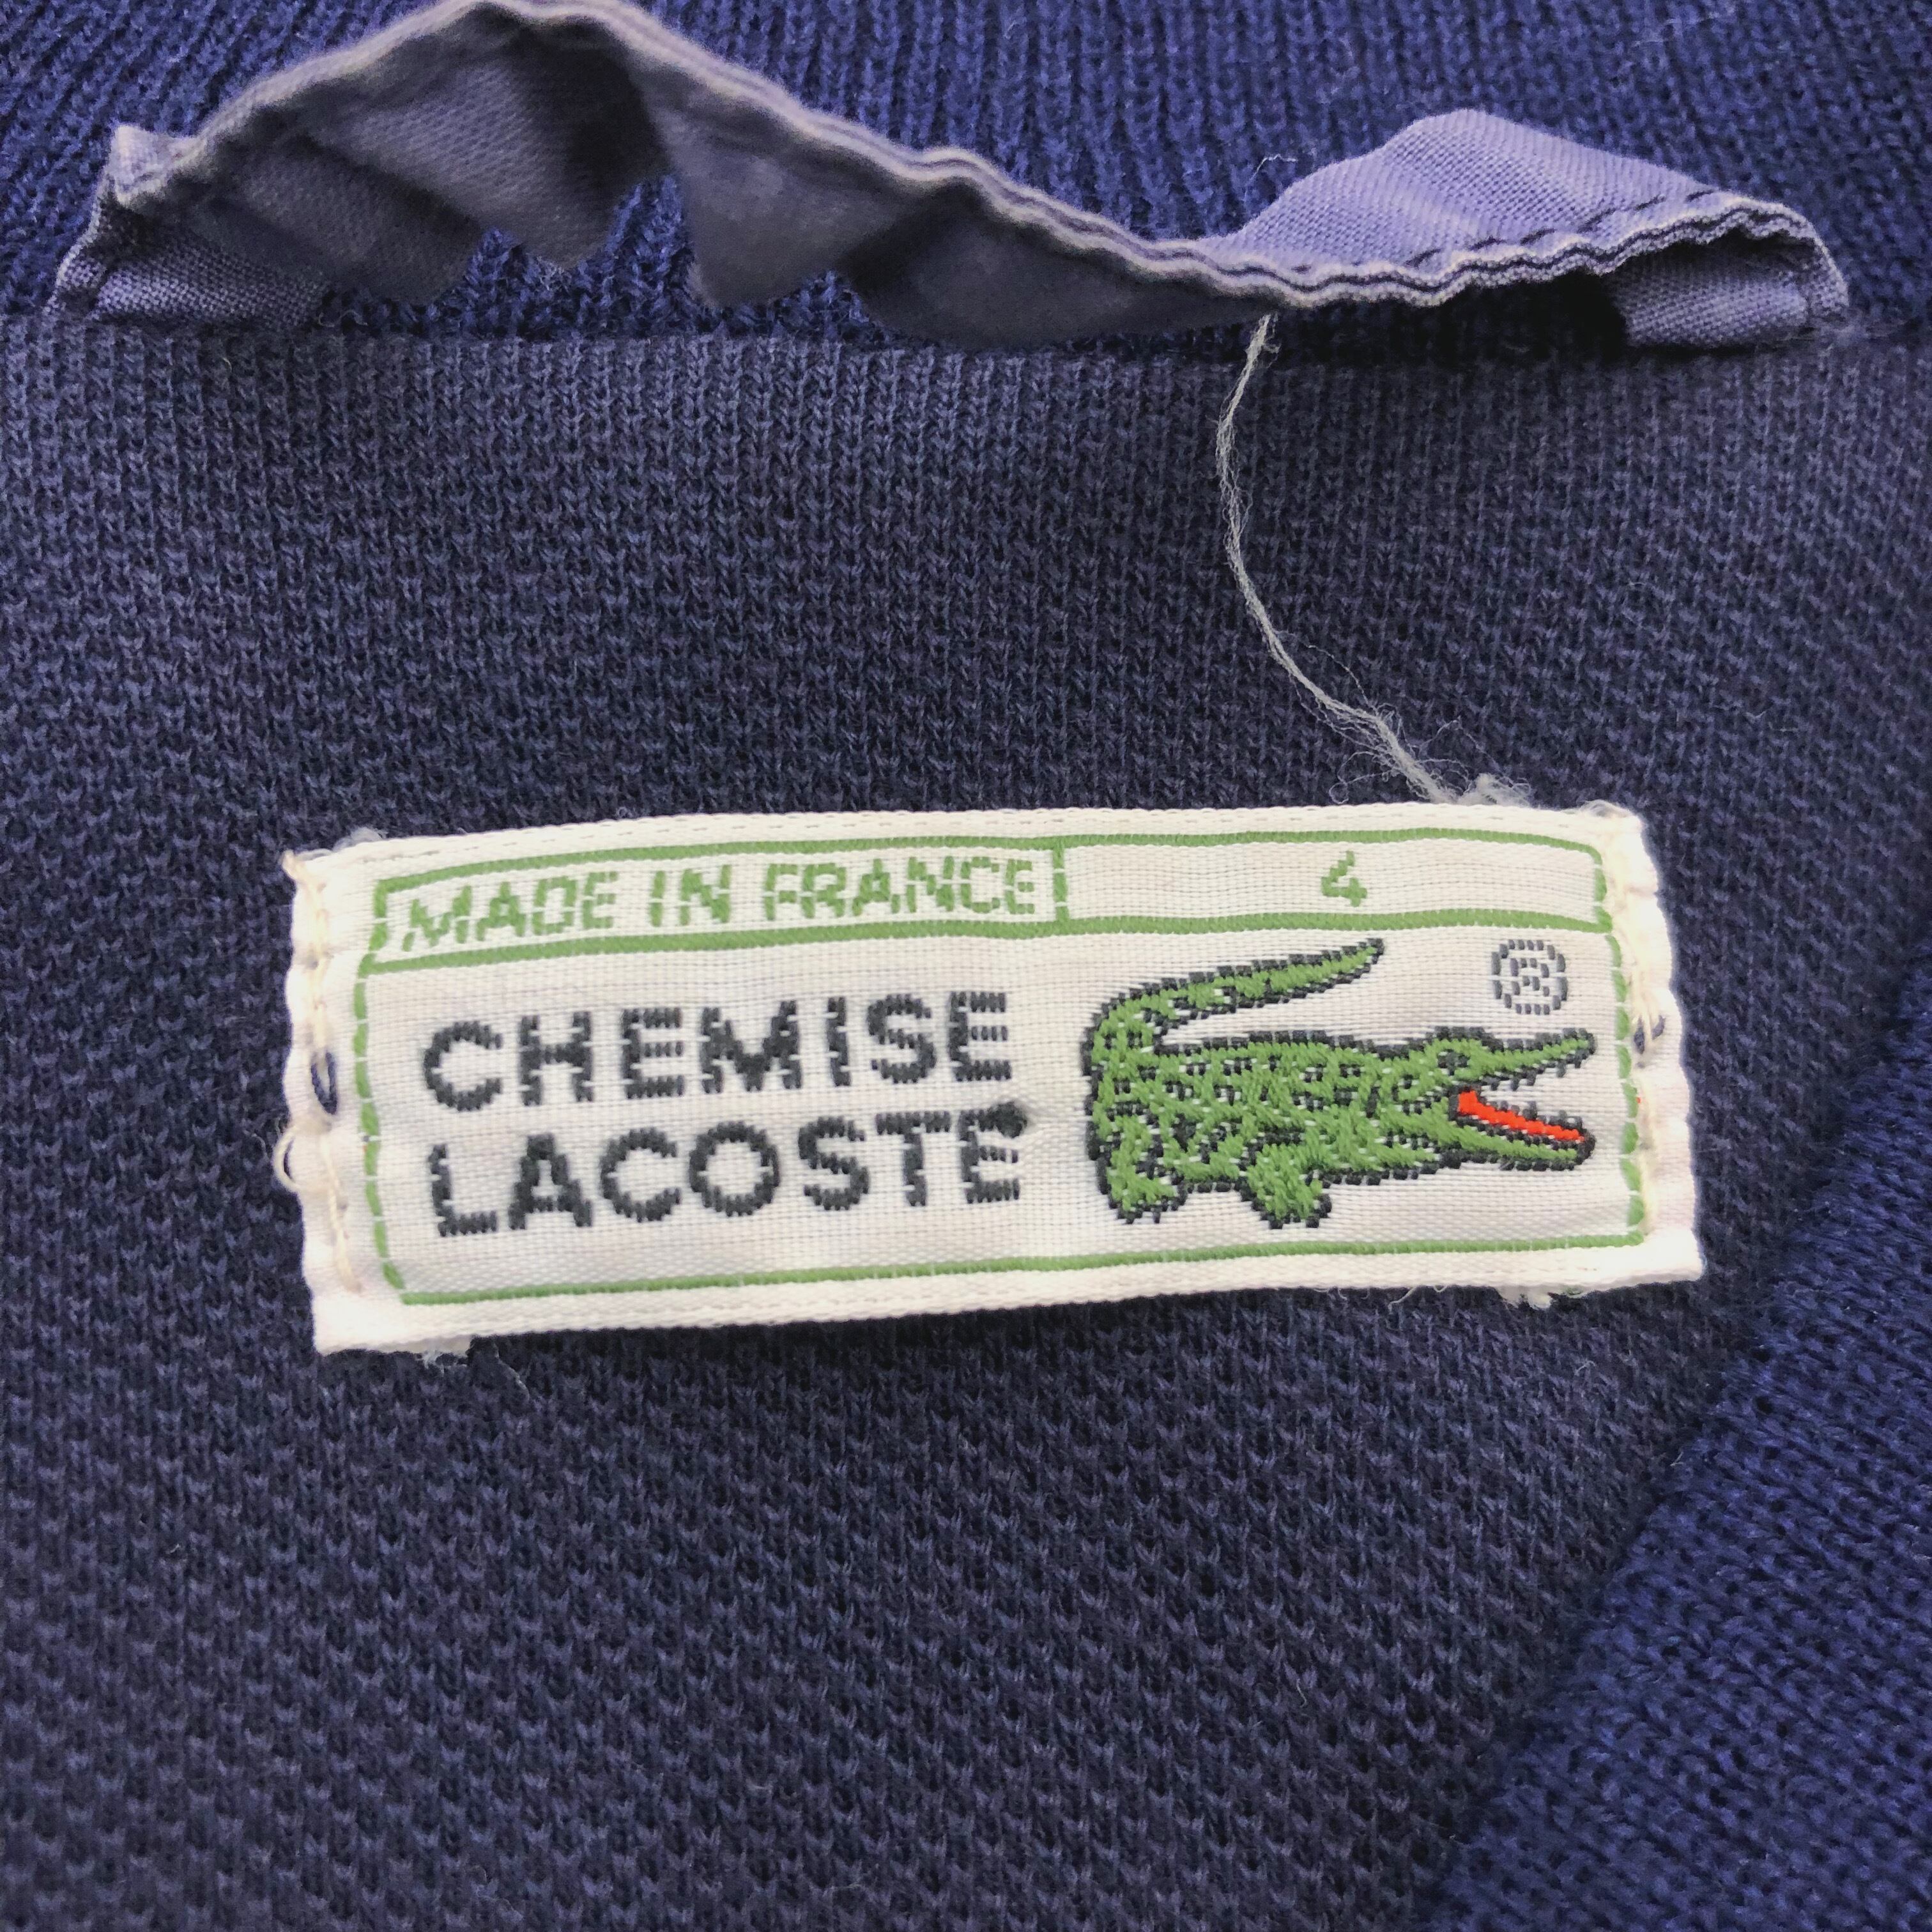 MADE IN FRANCE 4
CHEMISE
LACOSTE
®